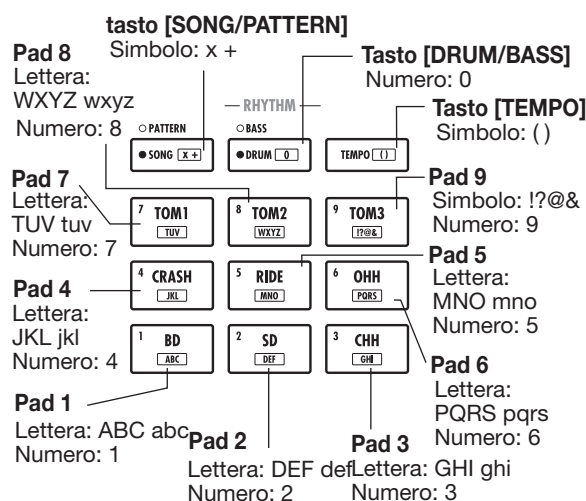 tasto [SONG/PATTERN]
Simbolo: x +
Pad 8
Lettera:
WXYZ wxyz
Numero: 8
Tasto [DRUM/BASS]
Numero: 0
Tasto [TEMPO]
Simbolo: ( )
RHYTHM
PATTERN
BASS
SONG x +
DRUM 0
TEMPO ( )
Pad 7
Lettera:
TUV tuv
Numero: 7
7 TOM1
TUV
8 TOM2
WXYZ
9 TOM3
!?@&
Pad 9
Simbolo: !?@&
Numero: 9
Pad 4
Lettera:
JKL jkl
Numero: 4
4 CRASH
JKL
5 RIDE
MNO
6 OHH
PQRS
Pad 5
Lettera:
MNO mno
Numero: 5
1 BD
ABC
2 SD
DEF
3 CHH
GHI
Pad 6
Lettera:
PQRS pqrs
Numero: 6
Pad 1
Lettera: ABC abc
Numero: 1
Pad 2
Lettera: DEF def
Numero: 2
Pad 3
Lettera: GHI ghi
Numero: 3